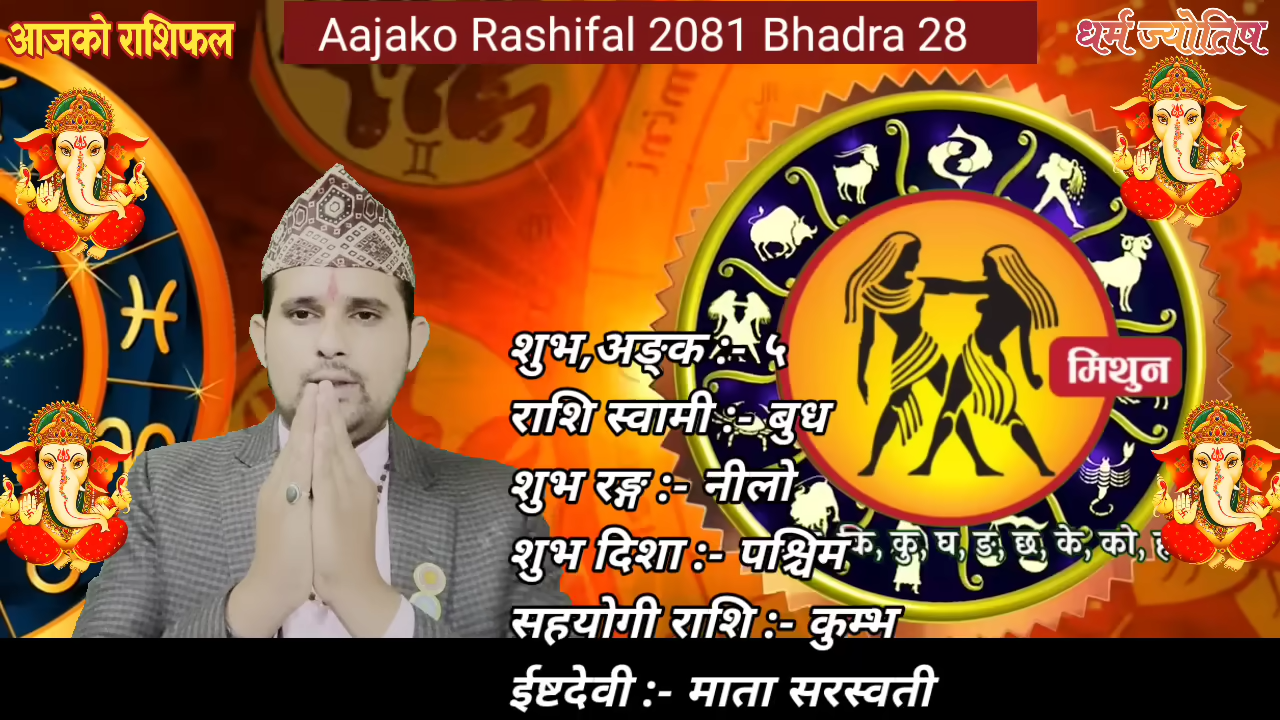 आजको राशिफल
Aajako Rashifal 2081 Bhadra 28
धर्म ज्योतिष
शुभ,अङ्क :- ५
राशि स्वामी :- बुध
मिथुन
शुभ रङ्ग :- नीलो
शुभ दिशा :- पश्चिम
कि, कु, घ, ङ, छ, के, को,
सहयोगी राशि :- कुम्भ
ईष्टदेवी :- माता सरस्वती